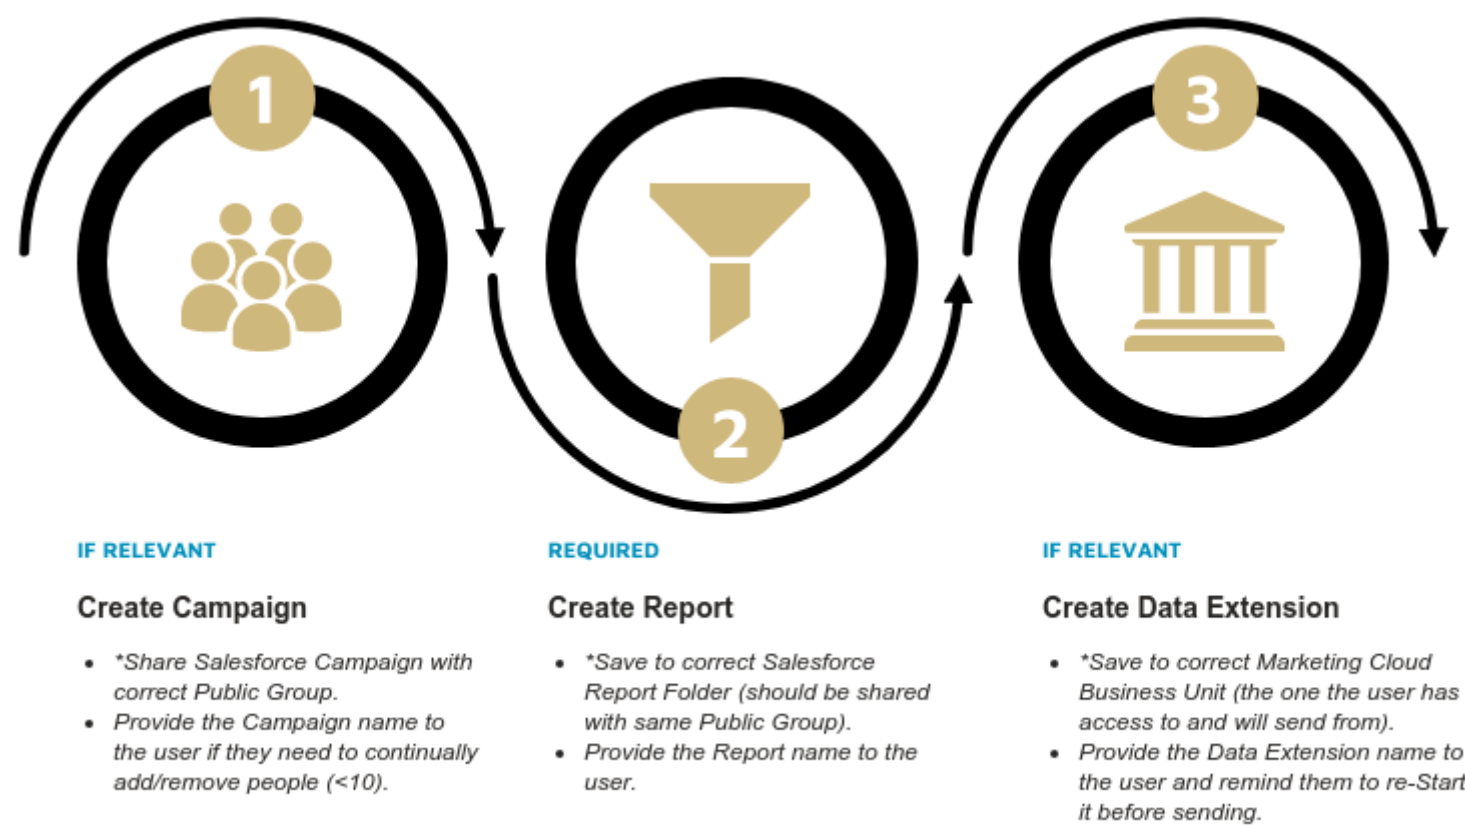 1
2
3
IF RELEVANT
Create Campaign
• *Share Salesforce Campaign with
correct Public Group.
• Provide the Campaign name to
the user if they need to continually
add/remove people (<10).
REQUIRED
Create Report
• *Save to correct Salesforce
Report Folder (should be shared
with same Public Group).
• Provide the Report name to the
user.
IF RELEVANT
Create Data Extension
• *Save to correct Marketing Cloud
Business Unit (the one the user has
access to and will send from).
• Provide the Data Extension name to
the user and remind them to re-Start
it before sending.